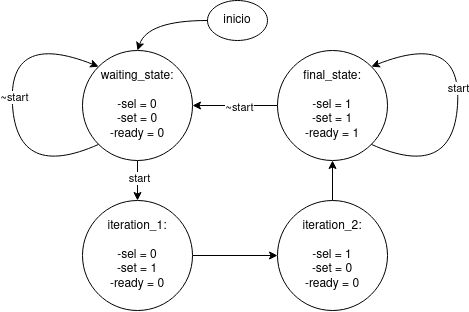 inicio
waiting_state:
-sel = 0
-set = 0
-ready = 0
~start
start
~start
final_state:
-sel = 1
-set = 1
-ready = 1
start
iteration_1:
-sel = 0
-set = 1
-ready = 0
iteration_2:
-sel = 1
-set = 0
-ready = 0